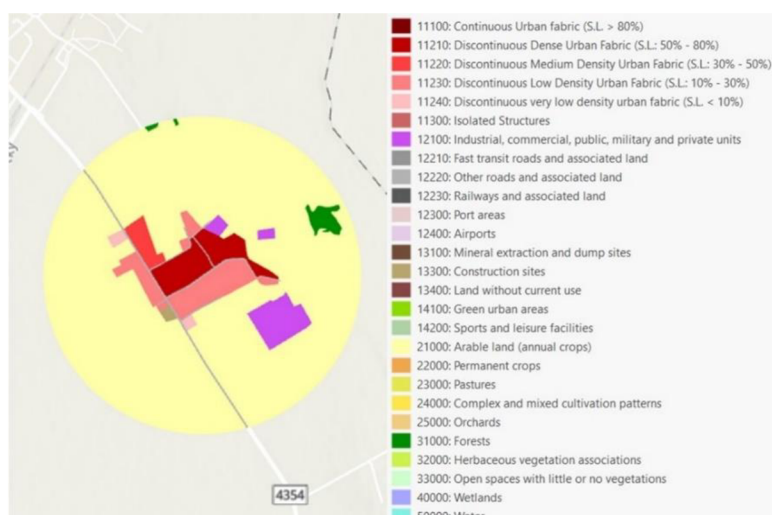 11100: Continuous Urban fabric (S.L. > 80%)
11210: Discontinuous Dense Urban Fabric (S.L.: 50% - 80%)
11220: Discontinuous Medium Density Urban Fabric (S.L.: 30% - 50%)
11230: Discontinuous Low Density Urban Fabric (S.L.: 10% - 30%)
11240: Discontinuous very low density urban fabric (S.L. < 10%)
11300: Isolated Structures
12100: Industrial, commercial, public, military and private units
12210: Fast transit roads and associated land
12220: Other roads and associated land
12230: Railways and associated land
12300: Port areas
12400: Airports
13100: Mineral extraction and dump sites
13300: Construction sites
13400: Land without current use
14100: Green urban areas
14200: Sports and leisure facilities
21000: Arable land (annual crops)
22000: Permanent crops
23000: Pastures
24000: Complex and mixed cultivation patterns
25000: Orchards
31000: Forests
32000: Herbaceous vegetation associations
33000: Open spaces with little or no vegetations
40000: Wetlands
4354